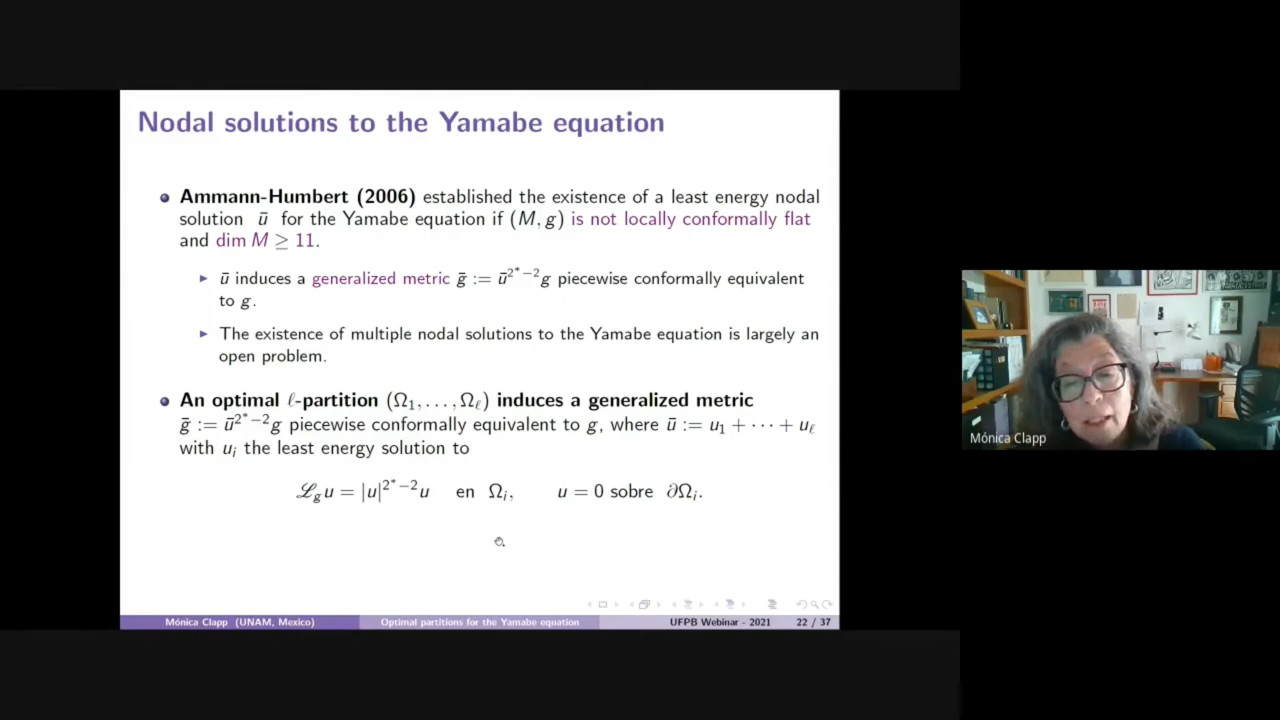 Nodal solutions to the Yamabe equation
Ammann-Humbert (2006) established the existence of a least energy nodal
solution ū for the Yamabe equation if (M, g) is not locally conformally flat
and dim M ≥ 11.
ū induces a generalized metric ḡ := ū^{2*−2}g piecewise conformally equivalent
to g.
The existence of multiple nodal solutions to the Yamabe equation is largely an
open problem.
An optimal ℓ-partition (Ω₁, . . . , Ω_ℓ) induces a generalized metric
ḡ := ū^{2*−2}g piecewise conformally equivalent to g, where ū := u₁ + · · · + u_ℓ
with u_i the least energy solution to
ℒ_g u = |u|^{2*−2}u en Ω_i, u = 0 sobre ∂Ω_i.
Mónica Clapp (UNAM, Mexico) Optimal partitions for the Yamabe equation UFPB Webinar - 2021 22 / 37
Mónica Clapp